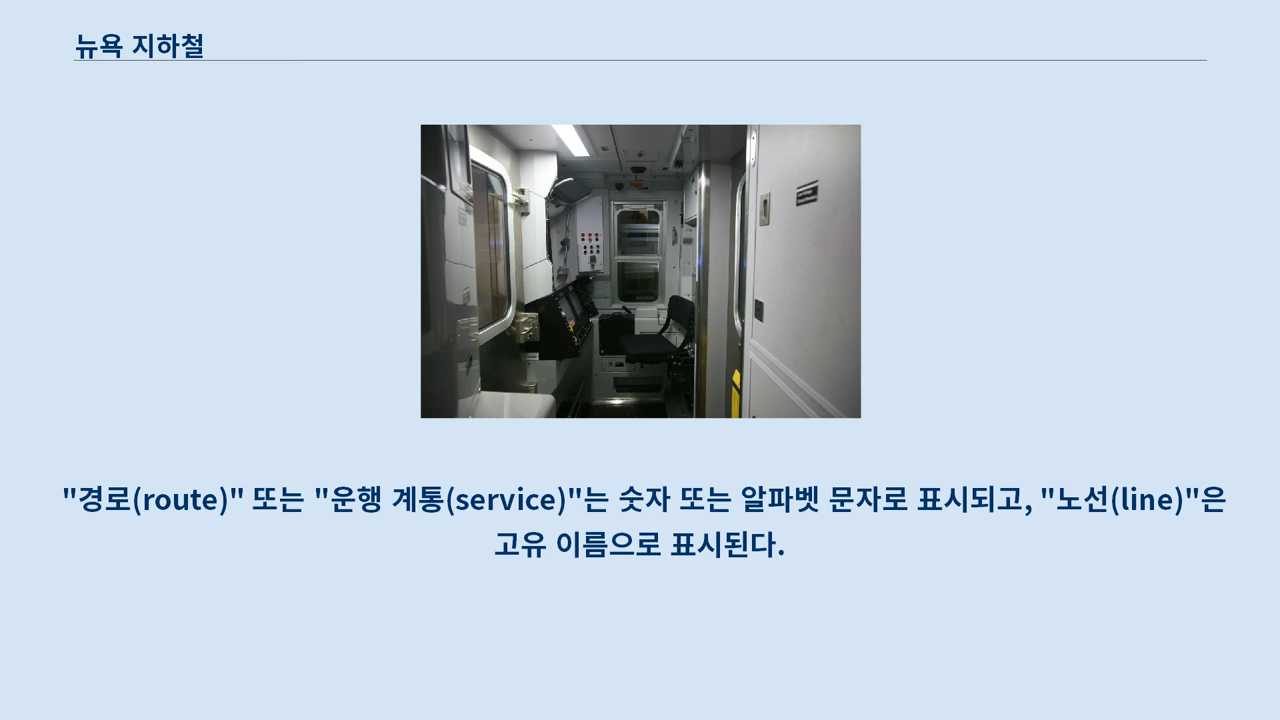 뉴욕 지하철
"경로(route)" 또는 "운행 계통(service)"는 숫자 또는 알파벳 문자로 표시되고, "노선(line)"은
고유 이름으로 표시된다.